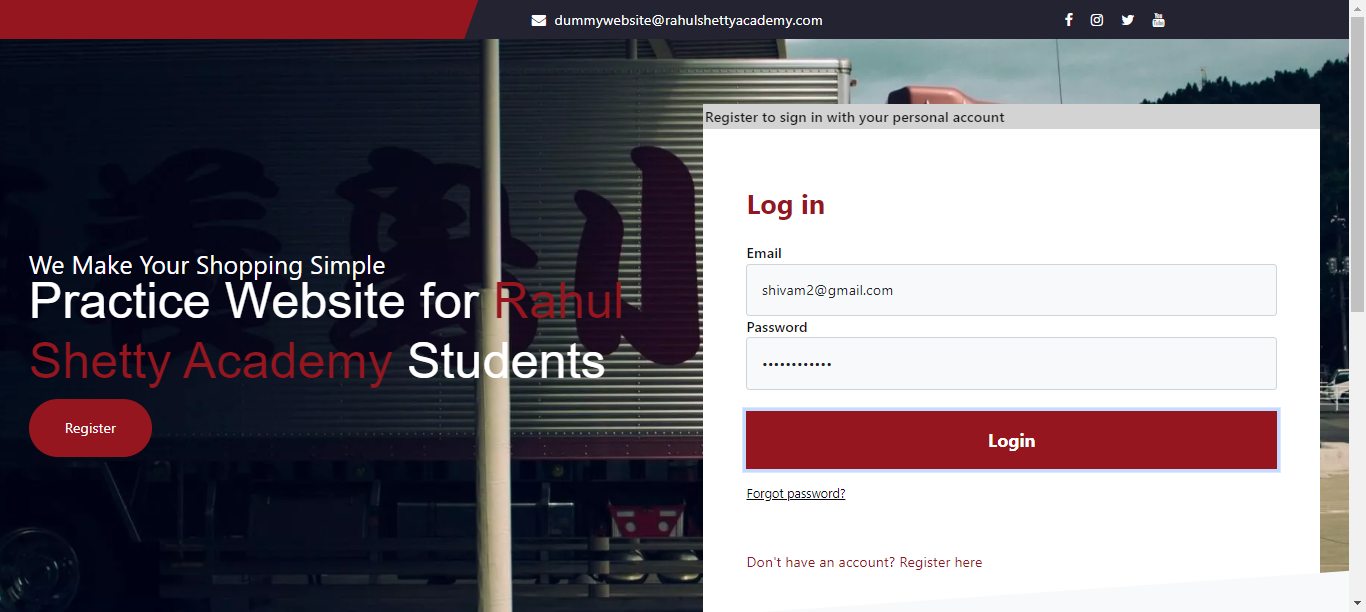 dummywebsite@rahulshettyacademy.com
We Make Your Shopping Simple
Practice Website for Rahul
Shetty Academy Students
Register
Register to sign in with your personal account
Log in
Email
shivam2@gmail.com
Password
••••••••••••
Login
Forgot password?
Don't have an account? Register here